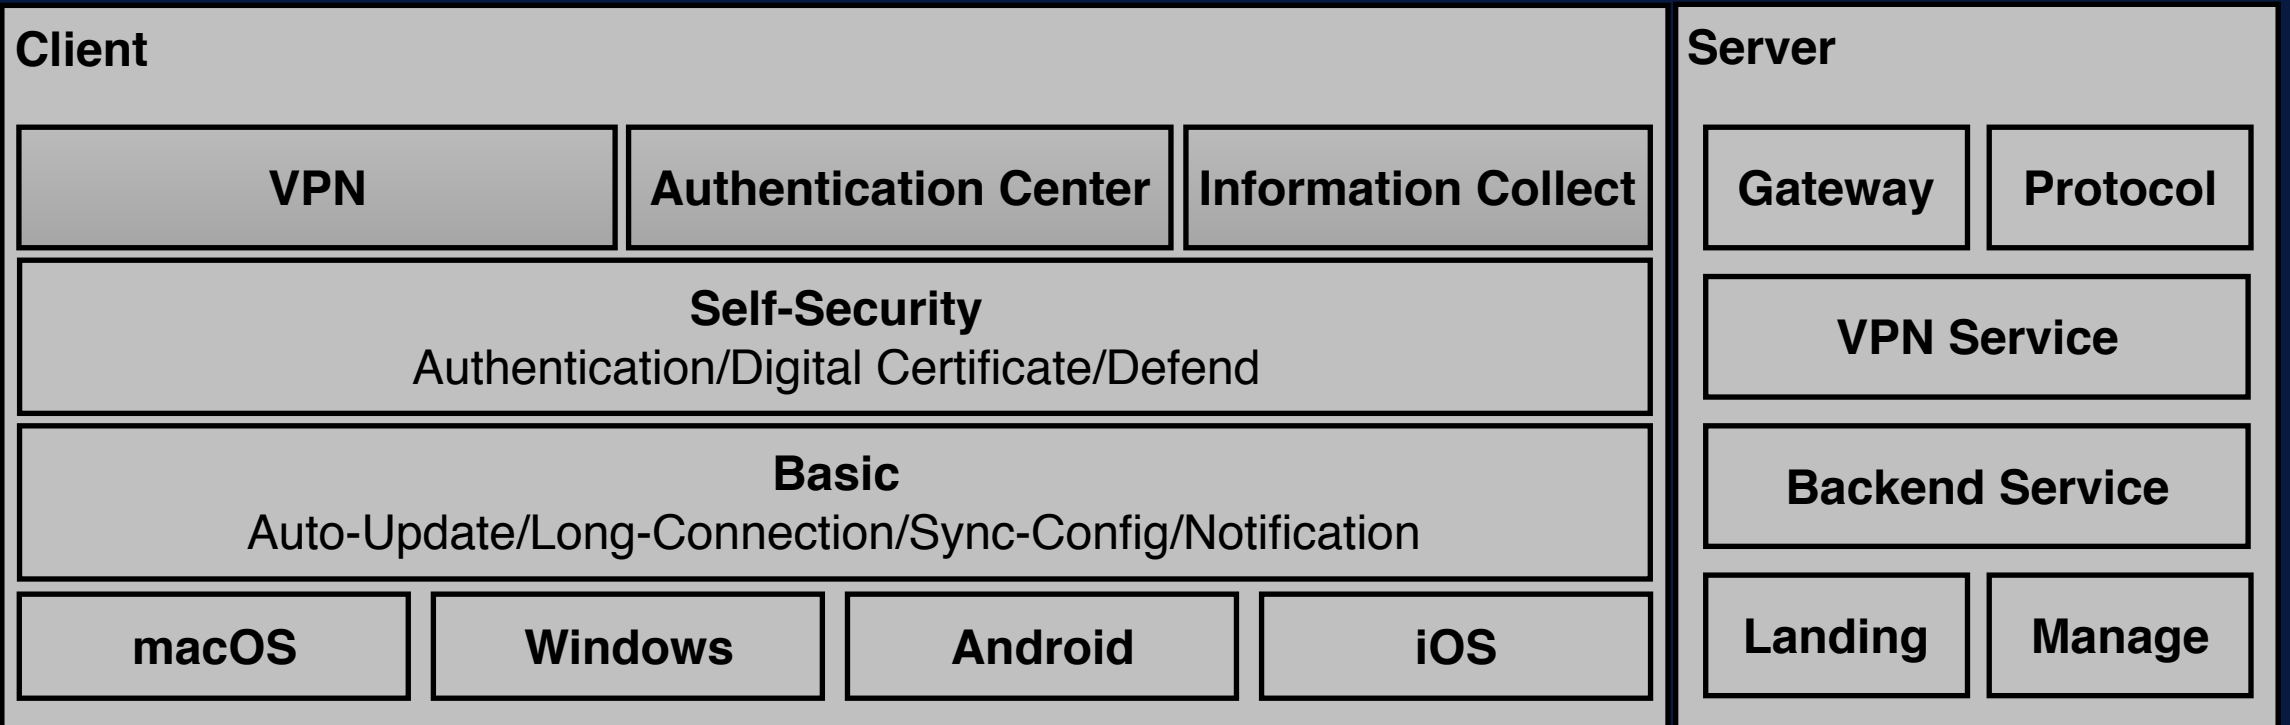 Client
VPN
Authentication Center
Information Collect
Self-Security
Authentication/Digital Certificate/Defend
Basic
Auto-Update/Long-Connection/Sync-Config/Notification
macOS
Windows
Android
iOS
Server
Gateway
Protocol
VPN Service
Backend Service
Landing
Manage